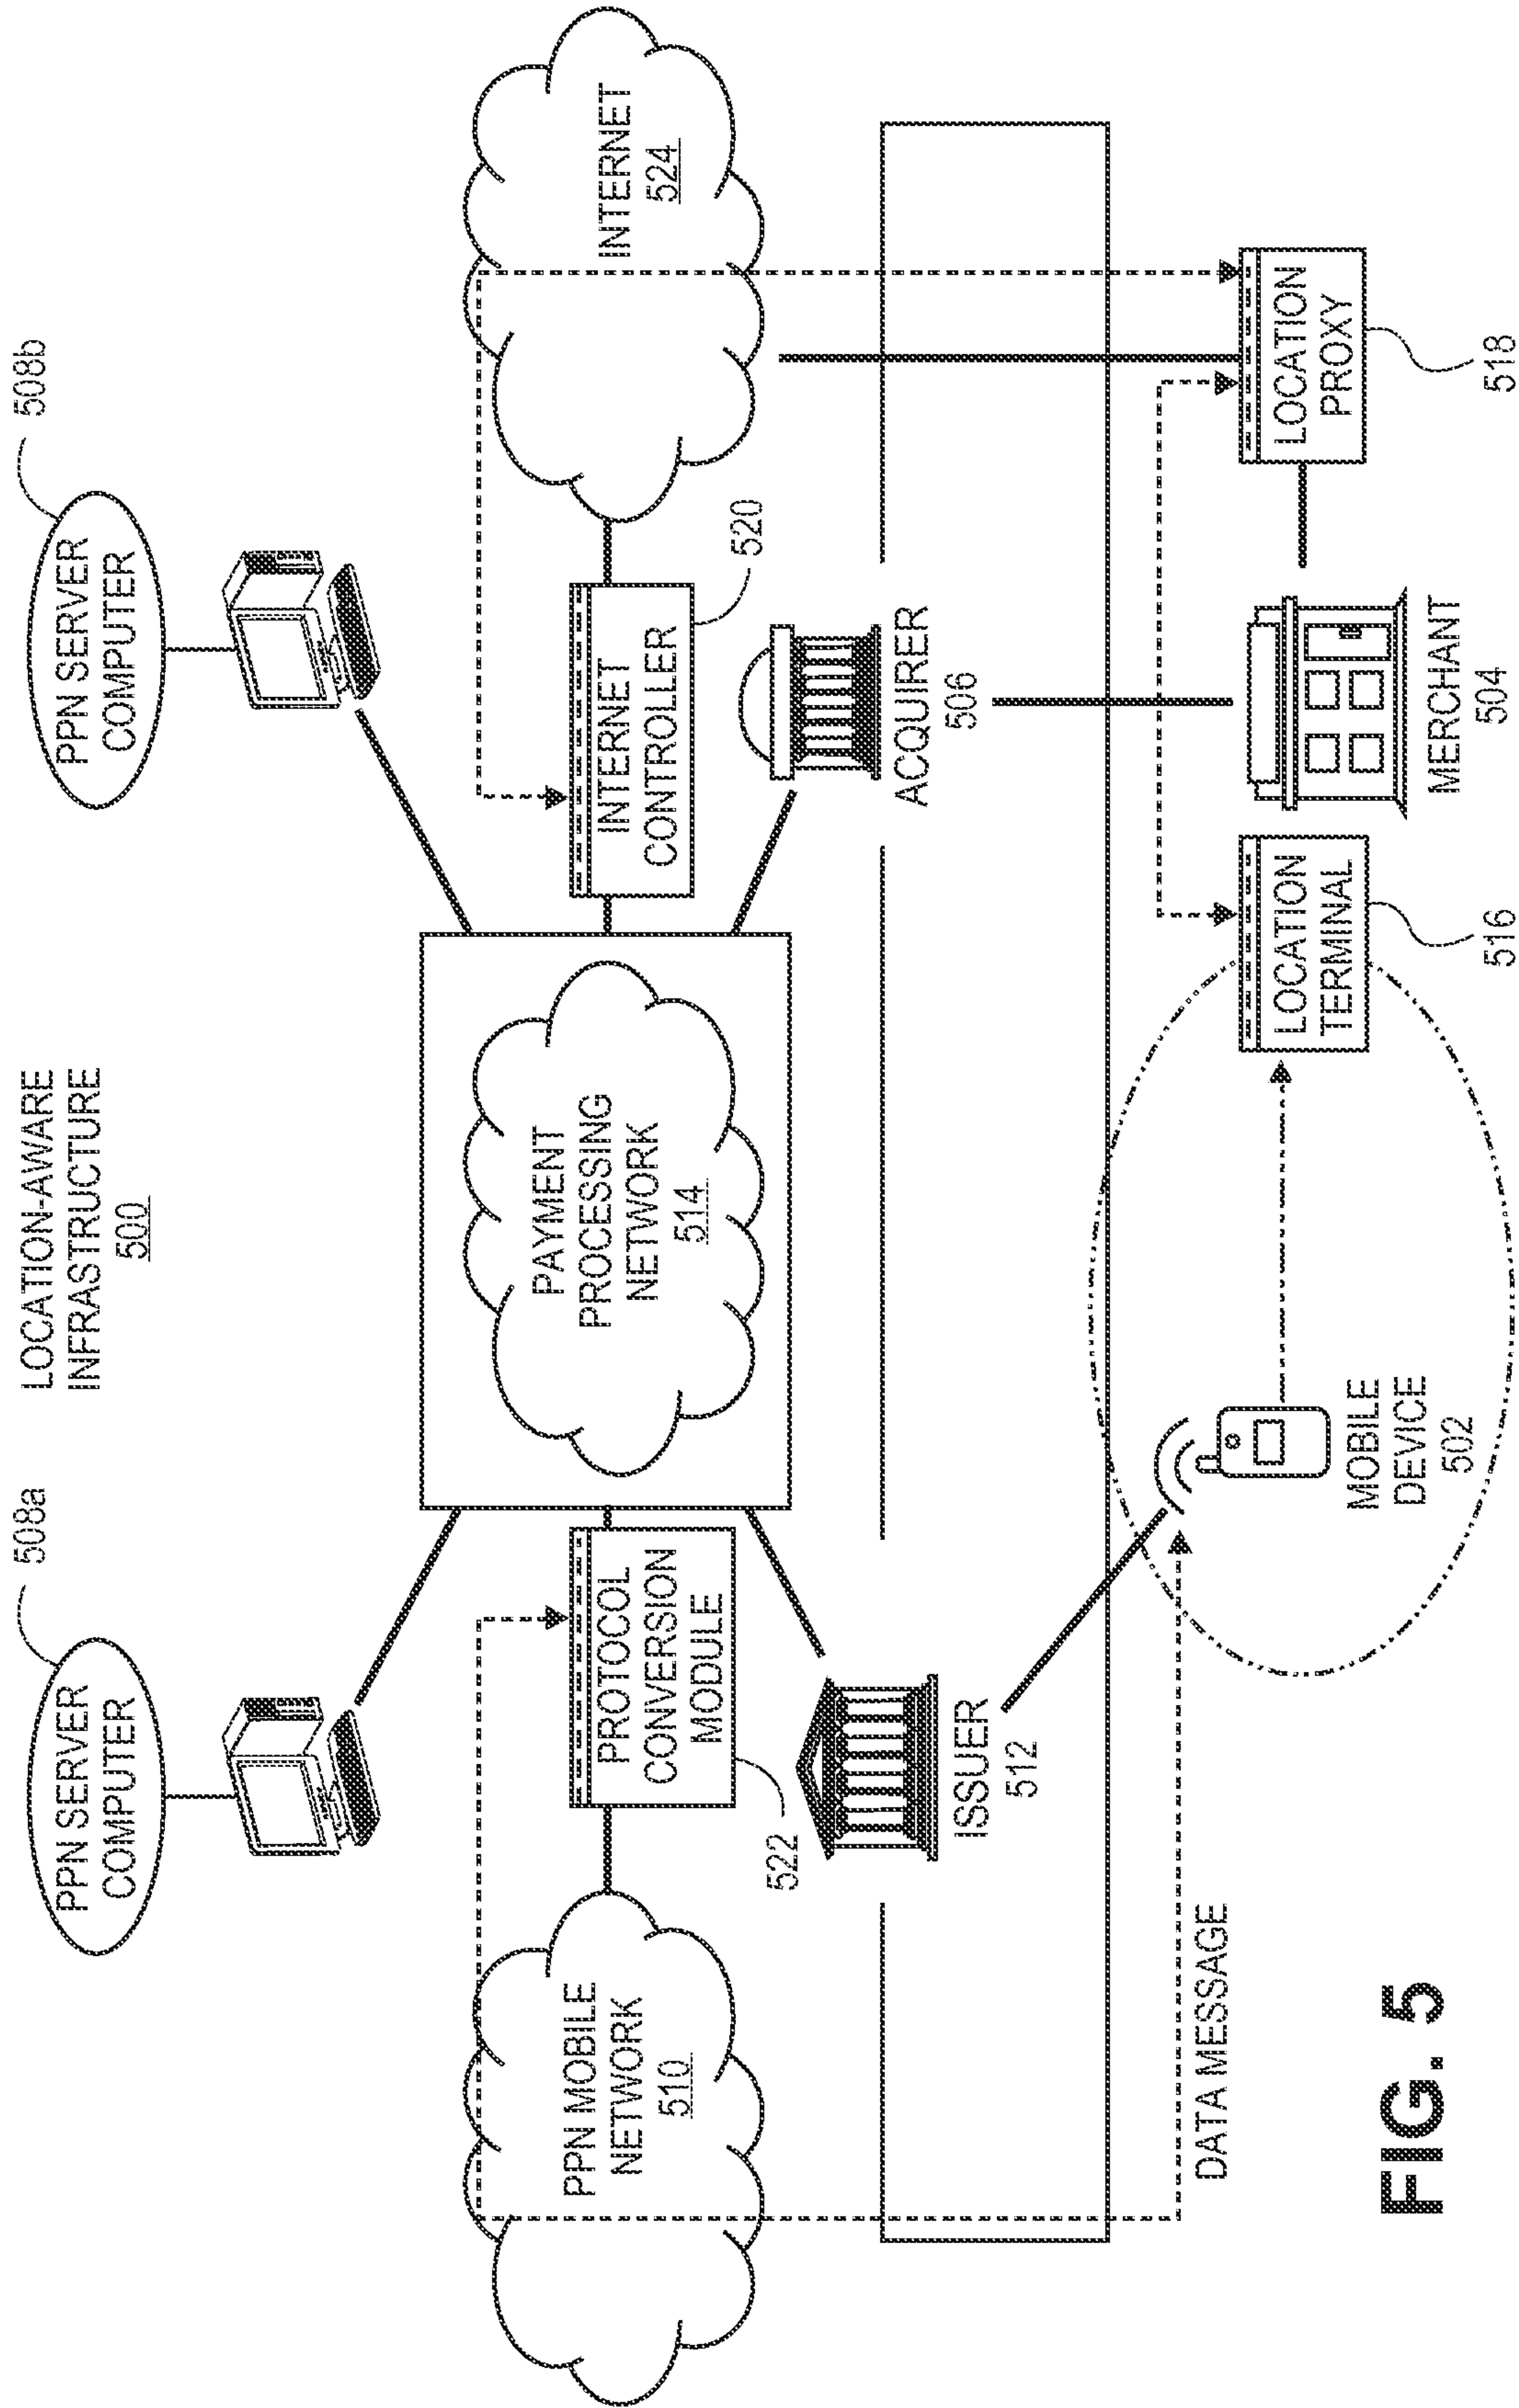 LOCATION-AWARE
INFRASTRUCTURE
500
508a
PPN SERVER
COMPUTER
508b
PPN SERVER
COMPUTER
PPN MOBILE
NETWORK
510
PROTOCOL
CONVERSION
MODULE
522
PAYMENT
PROCESSING
NETWORK
514
INTERNET
CONTROLLER
520
INTERNET
524
ISSUER
512
ACQUIRER
506
DATA MESSAGE
MOBILE
DEVICE
502
LOCATION
TERMINAL
516
MERCHANT
504
LOCATION
PROXY
518
FIG. 5